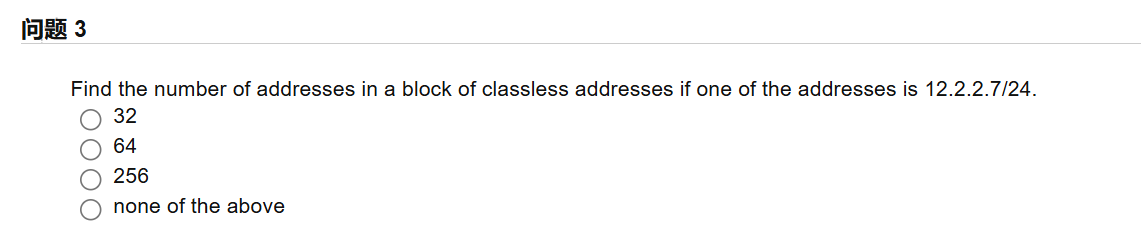 问题 3
Find the number of addresses in a block of classless addresses if one of the addresses is 12.2.2.7/24.
32
64
256
none of the above